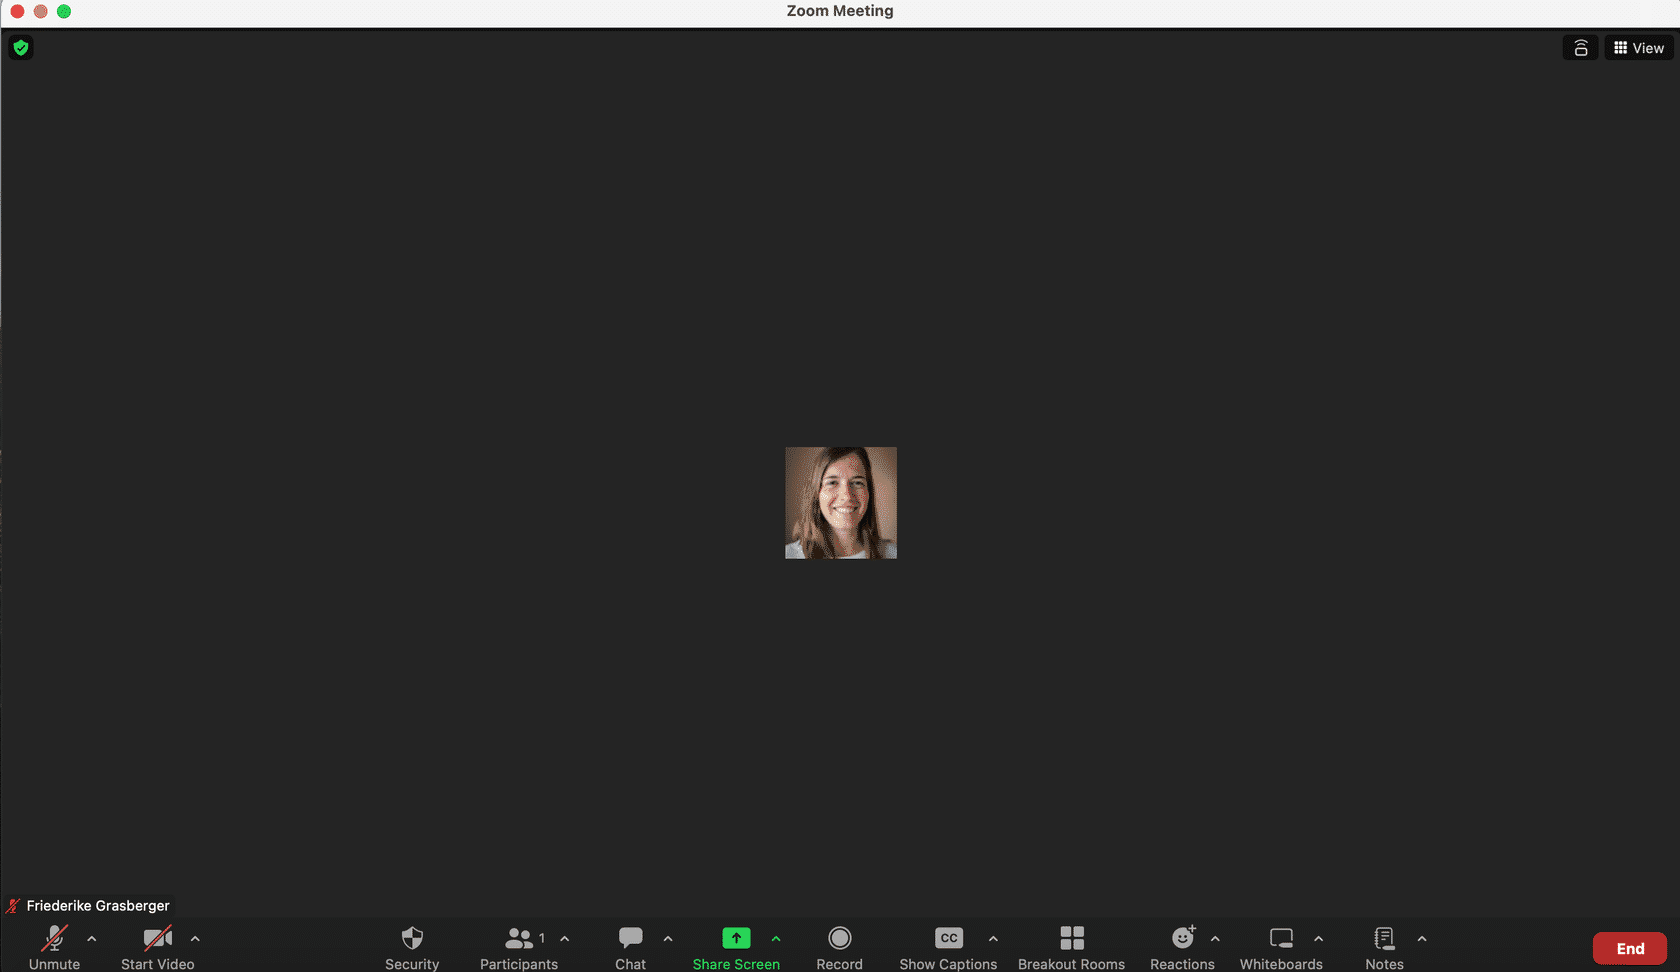 Zoom Meeting
View
Friederike Grasberger
Unmute
Start Video
Security
1
Participants
Chat
Share Screen
Record
CC
Show Captions
Breakout Rooms
Reactions
Whiteboards
Notes
End